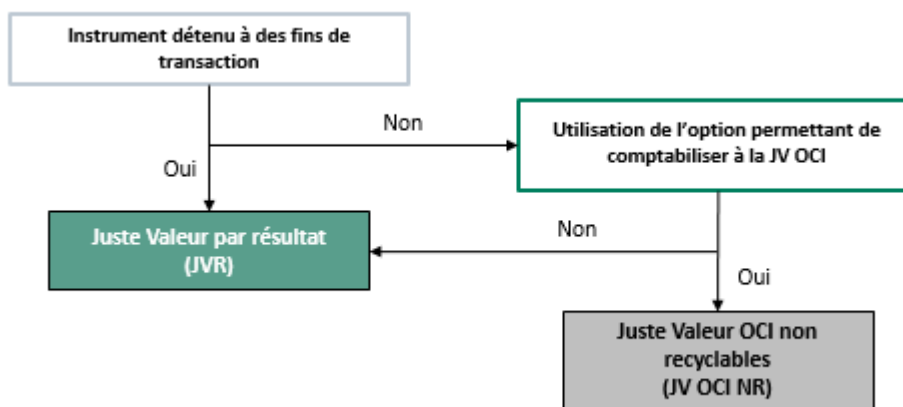 Instrument détenu à des fins de
transaction
Non
Utilisation de l'option permettant de
comptabiliser à la JV OCI
Oui
Juste Valeur par résultat
(JVR)
Non
Oui
Juste Valeur OCI non
recyclables
(JV OCI NR)